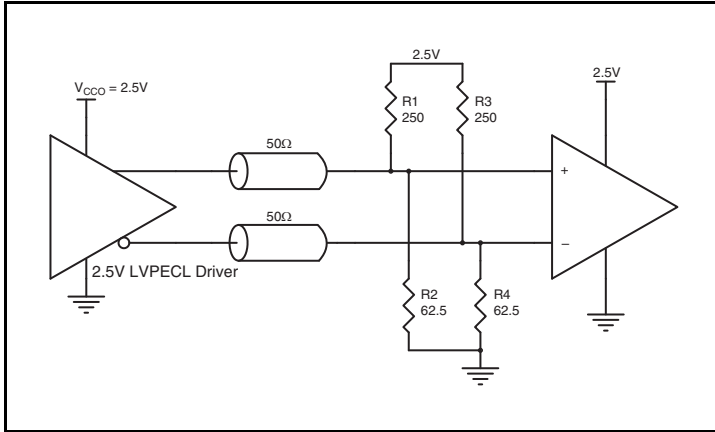 2.5V
V_CCO = 2.5V
2.5V
R1
250
R3
250
50Ω
+
50Ω
−
2.5V LVPECL Driver
R2
62.5
R4
62.5